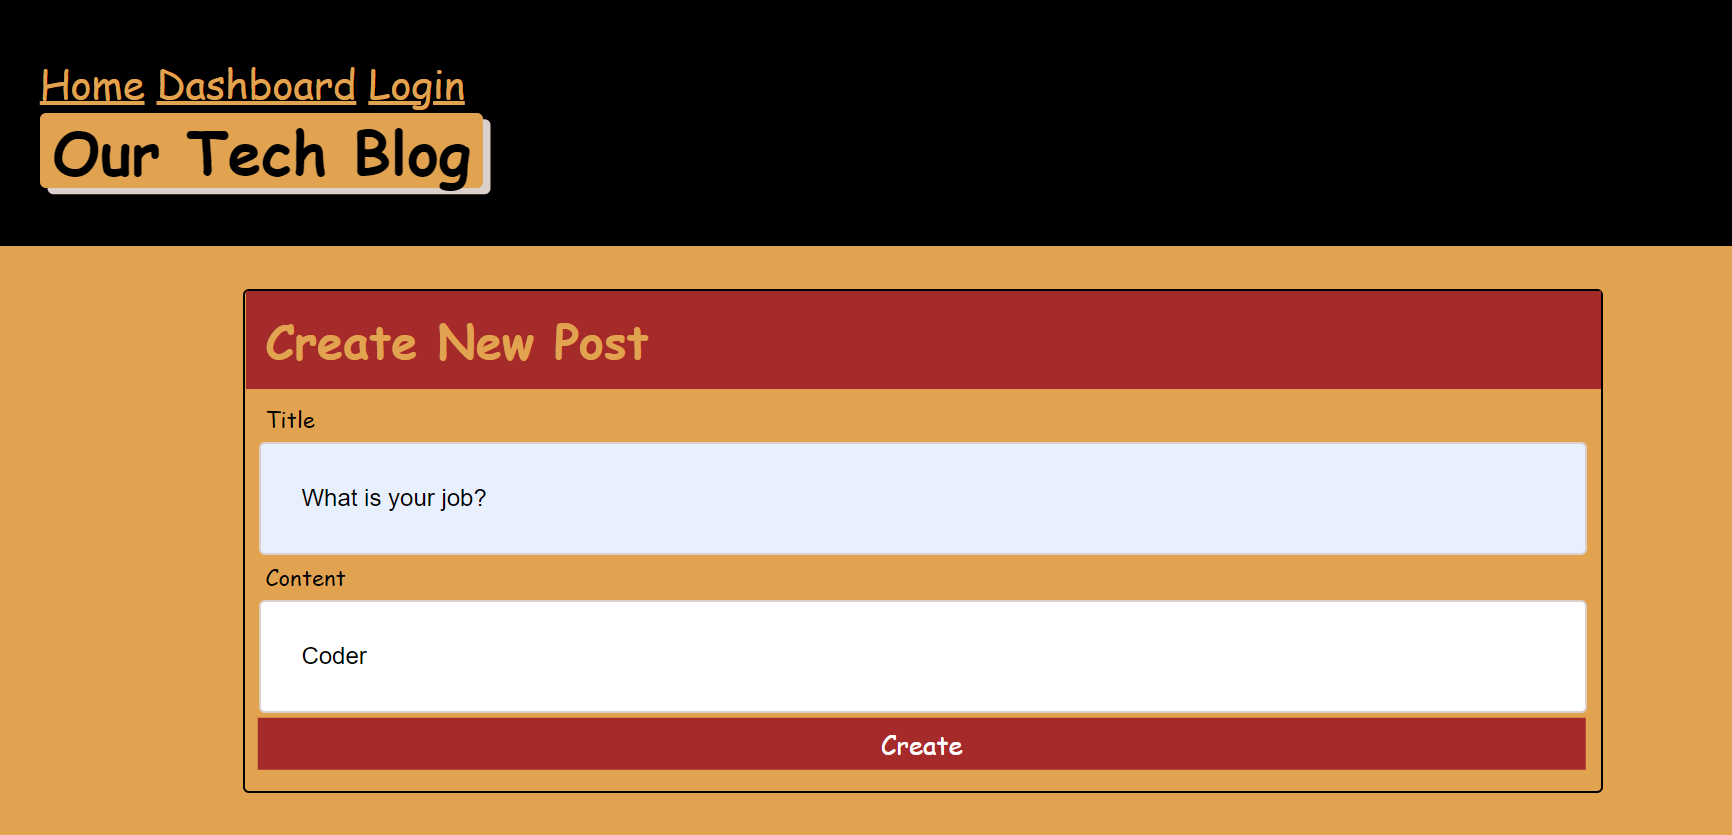 Home Dashboard Login
Our Tech Blog
Create New Post
Title
What is your job?
Content
Coder
Create